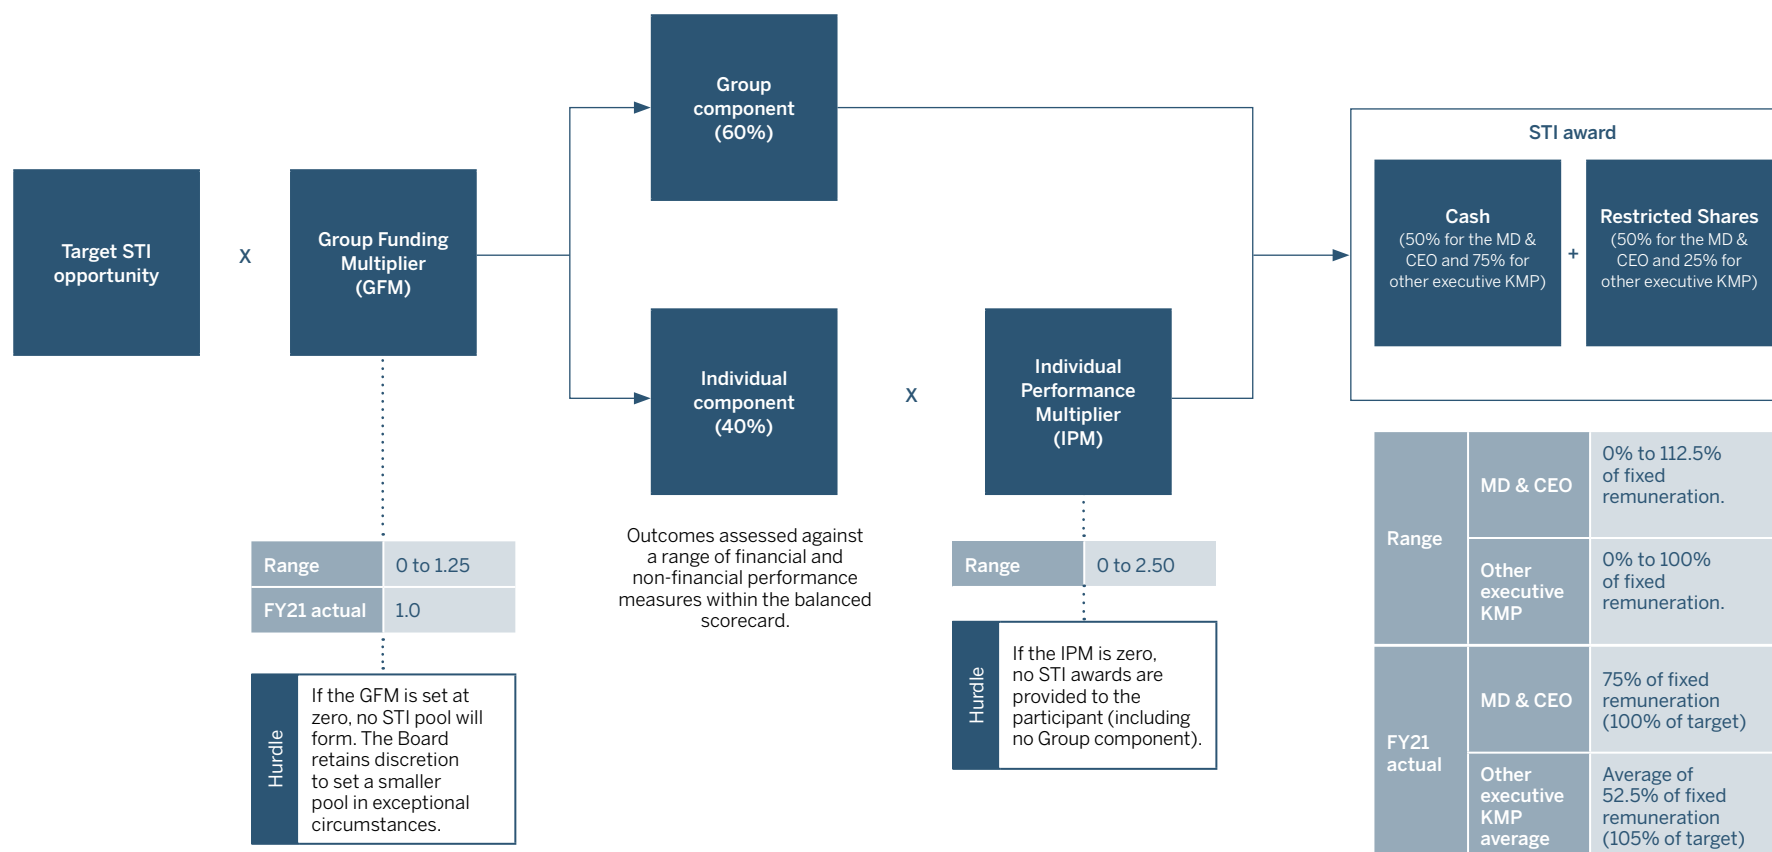 Target STI
opportunity
X
Group Funding
Multiplier
(GFM)
Group
component
(60%)
Individual
component
(40%)
X
Individual
Performance
Multiplier
(IPM)
STI award
Cash
(50% for the MD &
CEO and 75% for
other executive KMP)
+
Restricted Shares
(50% for the MD &
CEO and 25% for
other executive KMP)
Range
0 to 1.25
FY21 actual
1.0
Hurdle
If the GFM is set at
zero, no STI pool will
form. The Board
retains discretion
to set a smaller
pool in exceptional
circumstances.
Outcomes assessed against
a range of financial and
non-financial performance
measures within the balanced
scorecard.
Range
0 to 2.50
Hurdle
If the IPM is zero,
no STI awards are
provided to the
participant (including
no Group component).
Range
MD & CEO
0% to 112.5%
of fixed
remuneration.
Other
executive
KMP
0% to 100%
of fixed
remuneration.
FY21
actual
MD & CEO
75% of fixed
remuneration
(100% of target)
Other
executive
KMP
average
Average of
52.5% of fixed
remuneration
(105% of target)